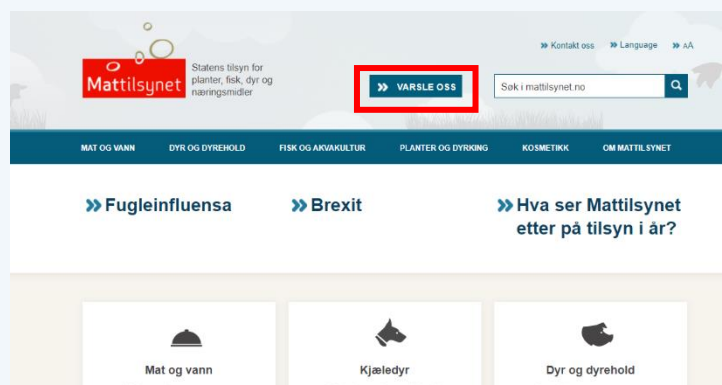 » Kontakt oss » Language » AA
Mattilsynet
Statens tilsyn for
planter, fisk, dyr og
næringsmidler
» VARSLE OSS
Søk i mattilsynet.no
MAT OG VANN DYR OG DYREHOLD FISK OG AKVAKULTUR PLANTER OG DYRKING KOSMETIKK OM MATTILSYNET
» Fugleinfluensa » Brexit » Hva ser Mattilsynet
etter på tilsyn i år?
Mat og vann Kjæledyr Dyr og dyrehold